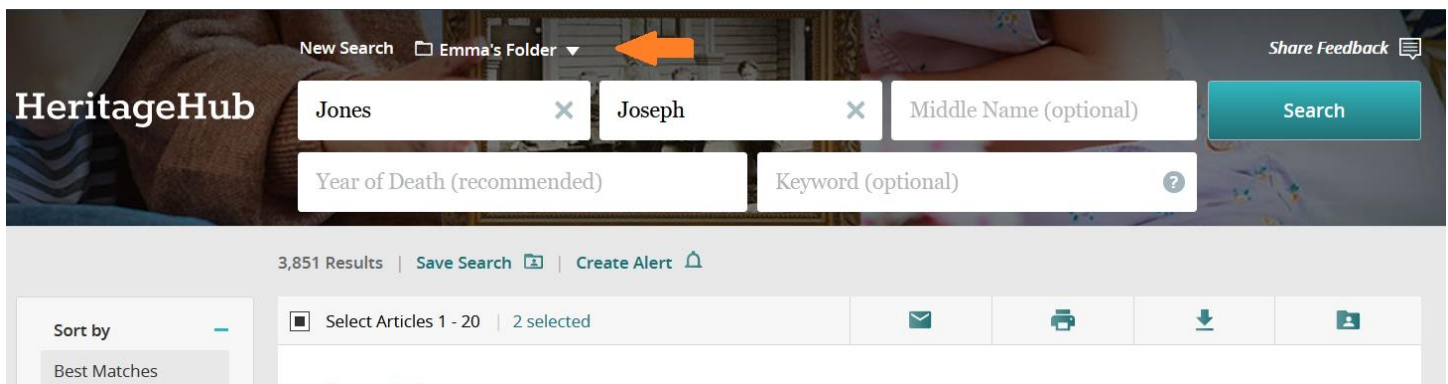 New Search Emma's Folder
Share Feedback
HeritageHub
Jones
Joseph
Middle Name (optional)
Search
Year of Death (recommended)
Keyword (optional)
?
3,851 Results | Save Search | Create Alert
Sort by
Select Articles 1 - 20 | 2 selected
Best Matches